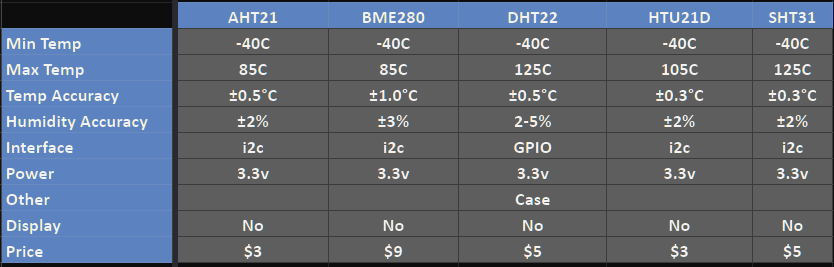 AHT21 BME280 DHT22 HTU21D SHT31
Min Temp -40C -40C -40C -40C -40C
Max Temp 85C 85C 125C 105C 125C
Temp Accuracy ±0.5°C ±1.0°C ±0.5°C ±0.3°C ±0.3°C
Humidity Accuracy ±2% ±3% 2-5% ±2% ±2%
Interface i2c i2c GPIO i2c i2c
Power 3.3v 3.3v 3.3v 3.3v 3.3v
Other Case
Display No No No No No
Price $3 $9 $5 $3 $5